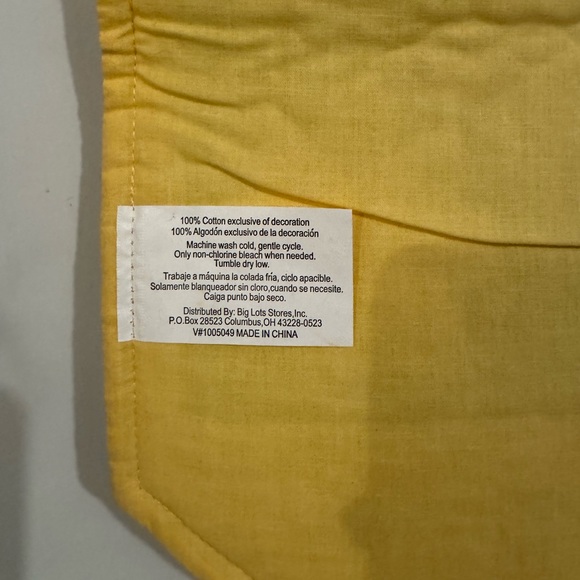 100% Cotton exclusive of decoration
100% Algodón exclusivo de la decoración
Machine wash cold, gentle cycle.
Only non-chlorine bleach when needed.
Tumble dry low.
Trabaje a máquina la colada fría, ciclo apacible.
Solamente blanqueador sin cloro,cuando se necesite.
Caiga punto bajo seco.
Distributed By: Big Lots Stores,Inc.
P.O.Box 28523 Columbus,OH 43228-0523
V#1005049 MADE IN CHINA